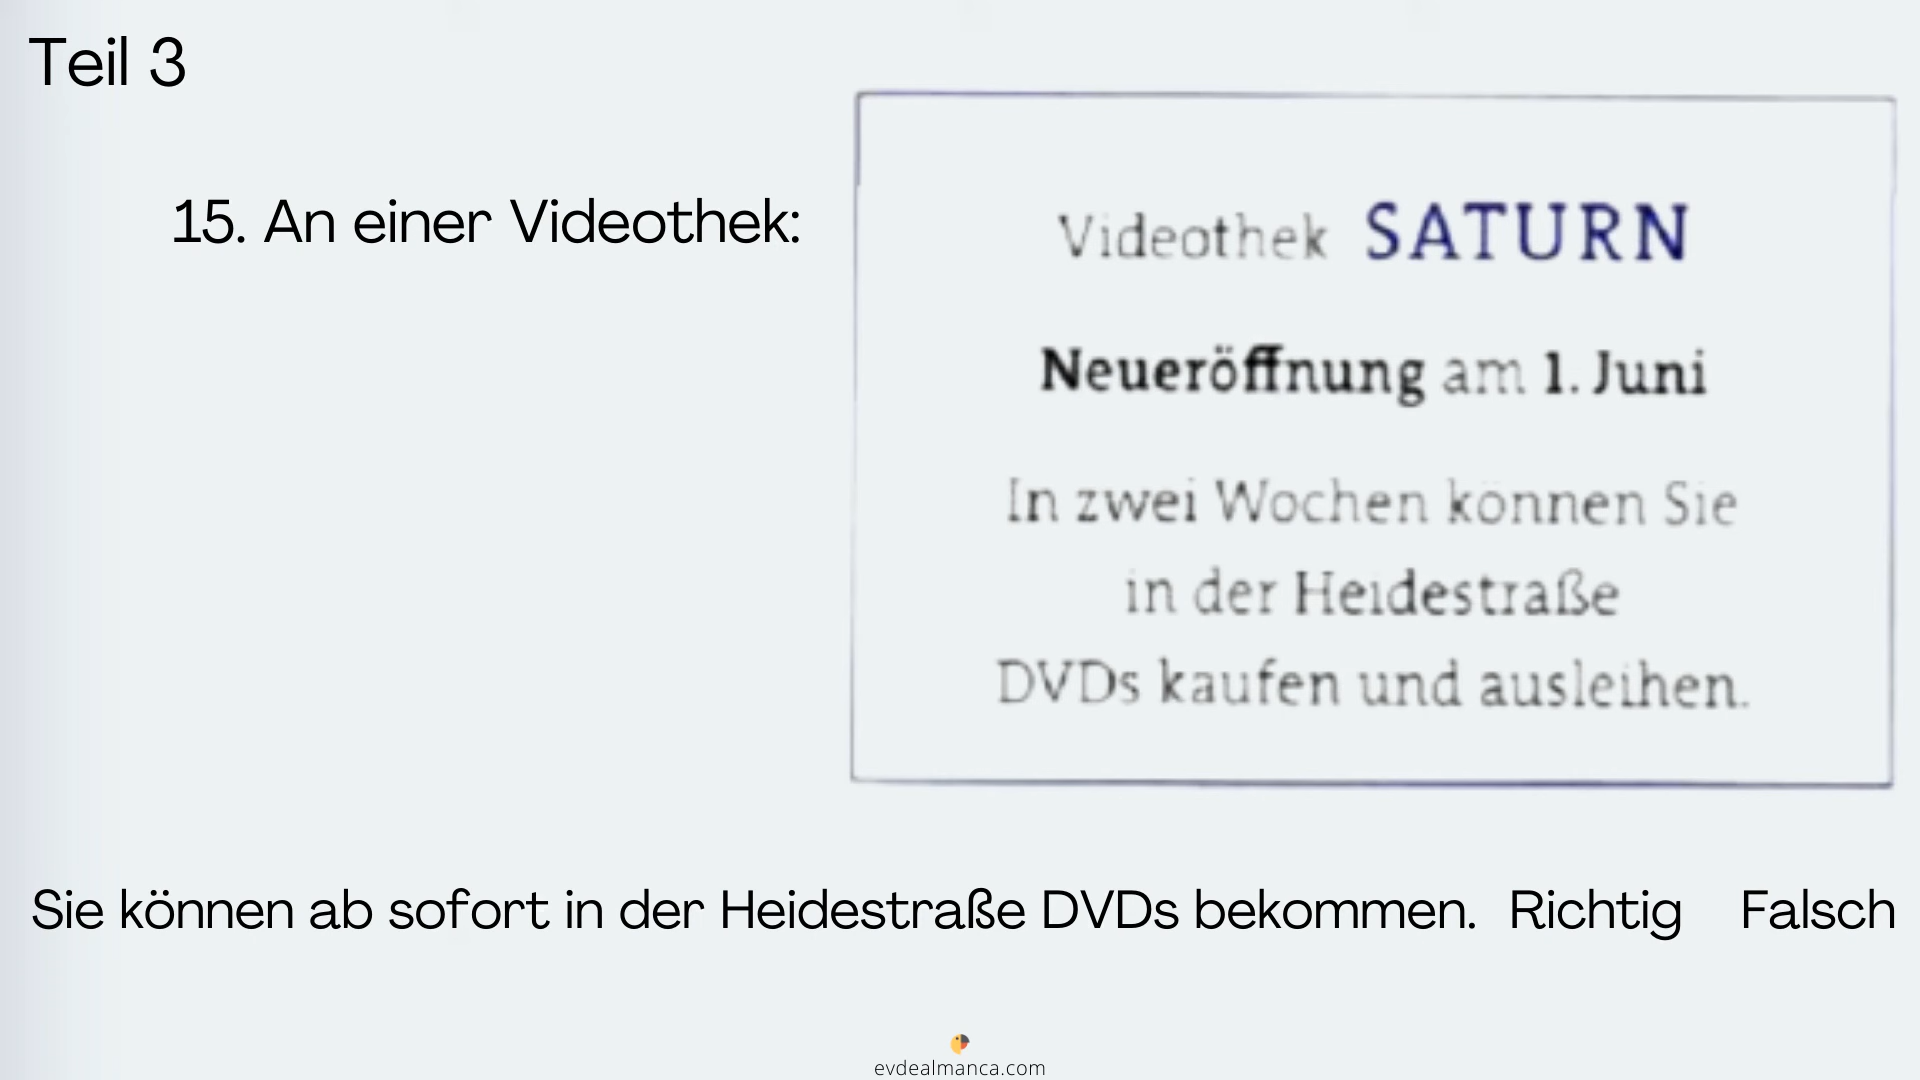 Teil 3
15. An einer Videothek:
Videothek SATURN
Neueröffnung am 1. Juni
In zwei Wochen können Sie
in der Heidestraße
DVDs kaufen und ausleihen.
Sie können ab sofort in der Heidestraße DVDs bekommen. Richtig Falsch
evdealmanca.com